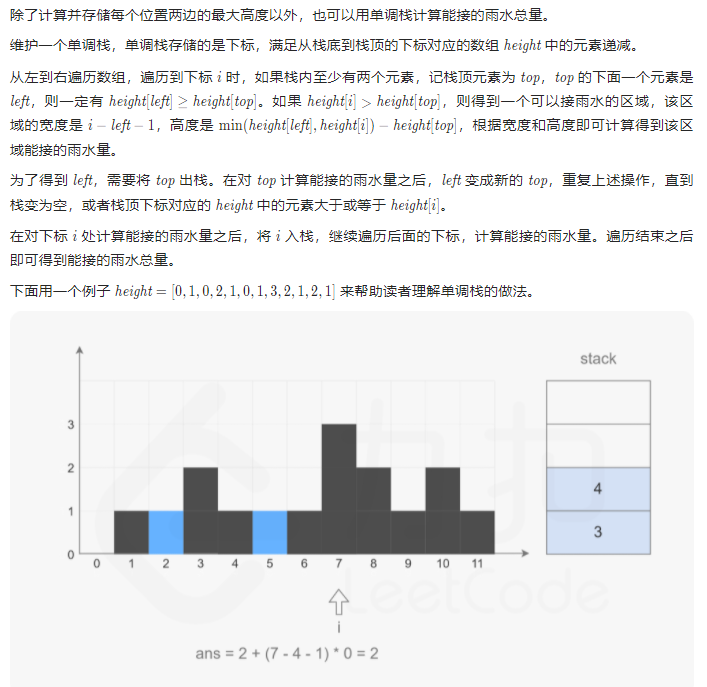 除了计算并存储每个位置两边的最大高度以外，也可以用单调栈计算能接的雨水总量。
维护一个单调栈，单调栈存储的是下标，满足从栈底到栈顶的下标对应的数组 height 中的元素递减。
从左到右遍历数组，遍历到下标 i 时，如果栈内至少有两个元素，记栈顶元素为 top，top 的下面一个元素是
left，则一定有 height[left] ≥ height[top]。如果 height[i] > height[top]，则得到一个可以接雨水的区域，该区
域的宽度是 i − left − 1，高度是 min(height[left], height[i]) − height[top]，根据宽度和高度即可计算得到该区
域能接的雨水量。
为了得到 left，需要将 top 出栈。在对 top 计算能接的雨水量之后，left 变成新的 top，重复上述操作，直到
栈变为空，或者栈顶下标对应的 height 中的元素大于或等于 height[i]。
在对下标 i 处计算能接的雨水量之后，将 i 入栈，继续遍历后面的下标，计算能接的雨水量。遍历结束之后
即可得到能接的雨水总量。
下面用一个例子 height = [0, 1, 0, 2, 1, 0, 1, 3, 2, 1, 2, 1] 来帮助读者理解单调栈的做法。
stack
3
2
1
0
4
3
0 1 2 3 4 5 6 7 8 9 10 11
力扣
LeetCode
i
ans = 2 + (7 - 4 - 1) * 0 = 2